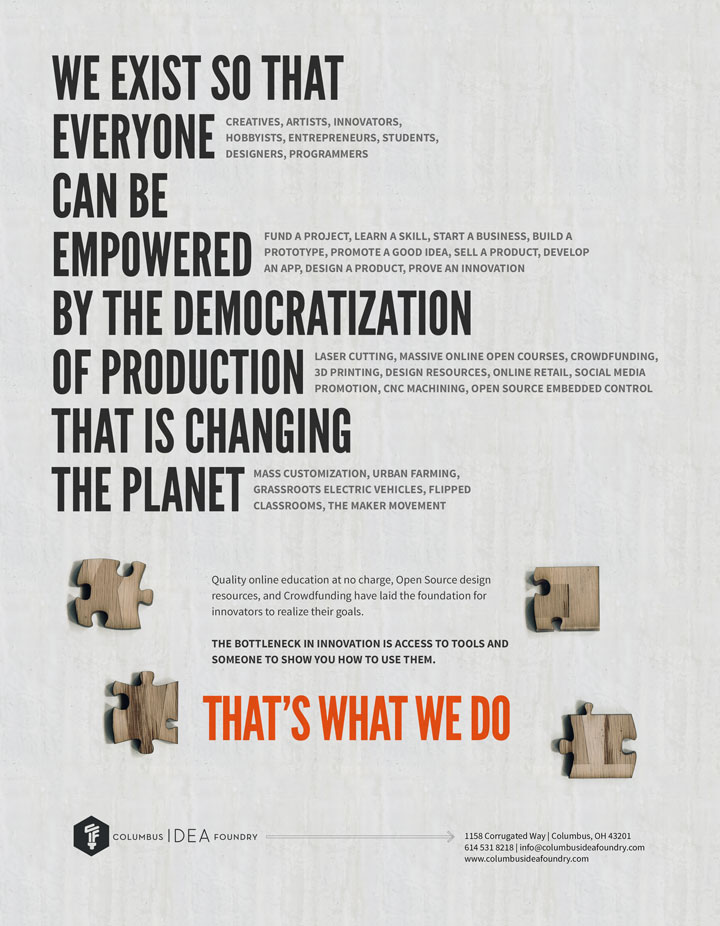 WE EXIST SO THAT
EVERYONE
CREATIVES, ARTISTS, INNOVATORS,
HOBBYISTS, ENTREPRENEURS, STUDENTS,
DESIGNERS, PROGRAMMERS
CAN BE
EMPOWERED
FUND A PROJECT, LEARN A SKILL, START A BUSINESS, BUILD A
PROTOTYPE, PROMOTE A GOOD IDEA, SELL A PRODUCT, DEVELOP
AN APP, DESIGN A PRODUCT, PROVE AN INNOVATION
BY THE DEMOCRATIZATION
OF PRODUCTION
LASER CUTTING, MASSIVE ONLINE OPEN COURSES, CROWDFUNDING,
3D PRINTING, DESIGN RESOURCES, ONLINE RETAIL, SOCIAL MEDIA
PROMOTION, CNC MACHINING, OPEN SOURCE EMBEDDED CONTROL
THAT IS CHANGING
THE PLANET
MASS CUSTOMIZATION, URBAN FARMING,
GRASSROOTS ELECTRIC VEHICLES, FLIPPED
CLASSROOMS, THE MAKER MOVEMENT
Quality online education at no charge, Open Source design
resources, and Crowdfunding have laid the foundation for
innovators to realize their goals.
THE BOTTLENECK IN INNOVATION IS ACCESS TO TOOLS AND
SOMEONE TO SHOW YOU HOW TO USE THEM.
THAT'S WHAT WE DO
COLUMBUS IDEA FOUNDRY
1158 Corrugated Way | Columbus, OH 43201
614 531 8218 | info@columbusideafoundry.com
www.columbusideafoundry.com